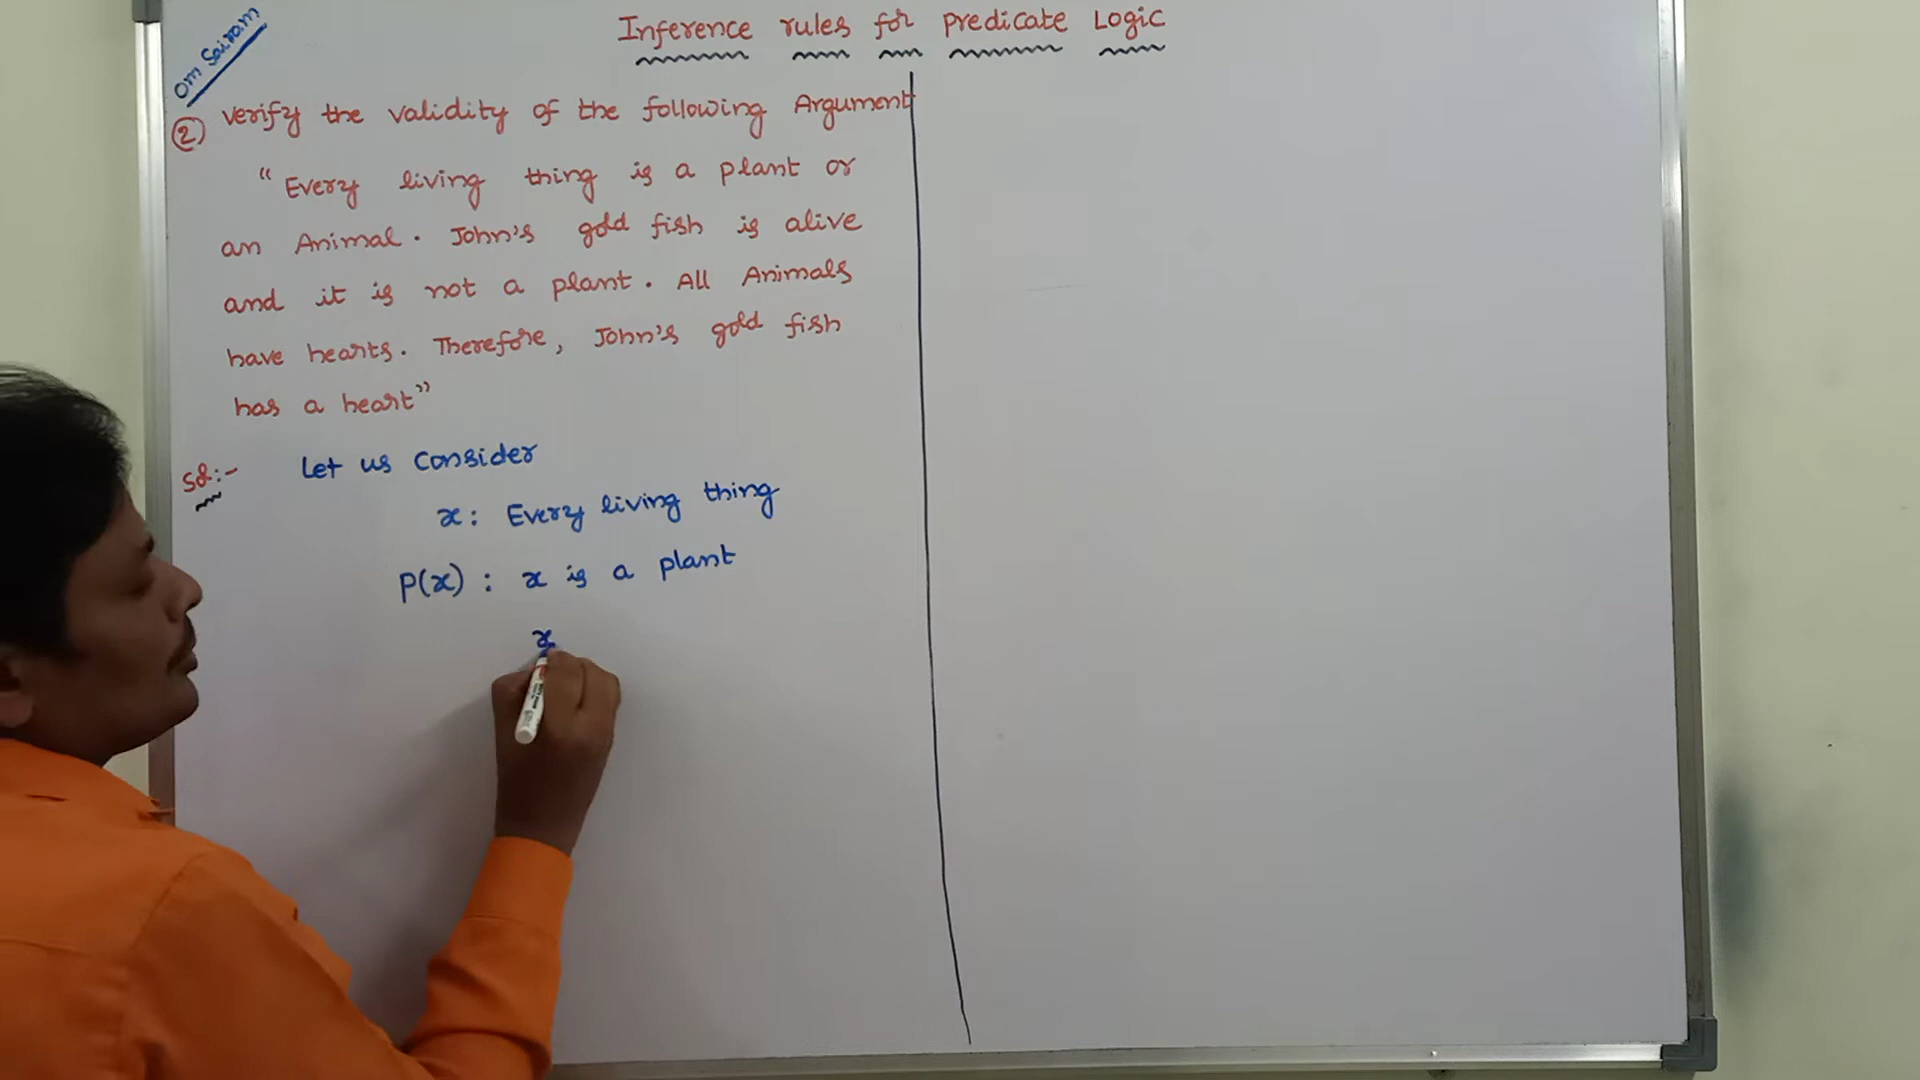 Om Sairam
Inference rules for predicate Logic
② verify the validity of the following Argument
“Every living thing is a plant or
an Animal. John's gold fish is alive
and it is not a plant. All Animals
have hearts. Therefore, John's gold fish
has a heart”
Sol:- Let us consider
x: Every living thing
P(x) : x is a plant
x